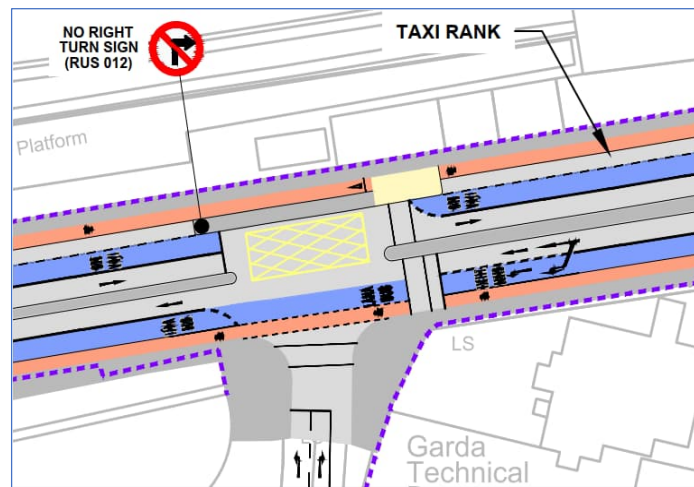 NO RIGHT
TURN SIGN
(RUS 012)
TAXI RANK
Platform
LS
Garda
Technical